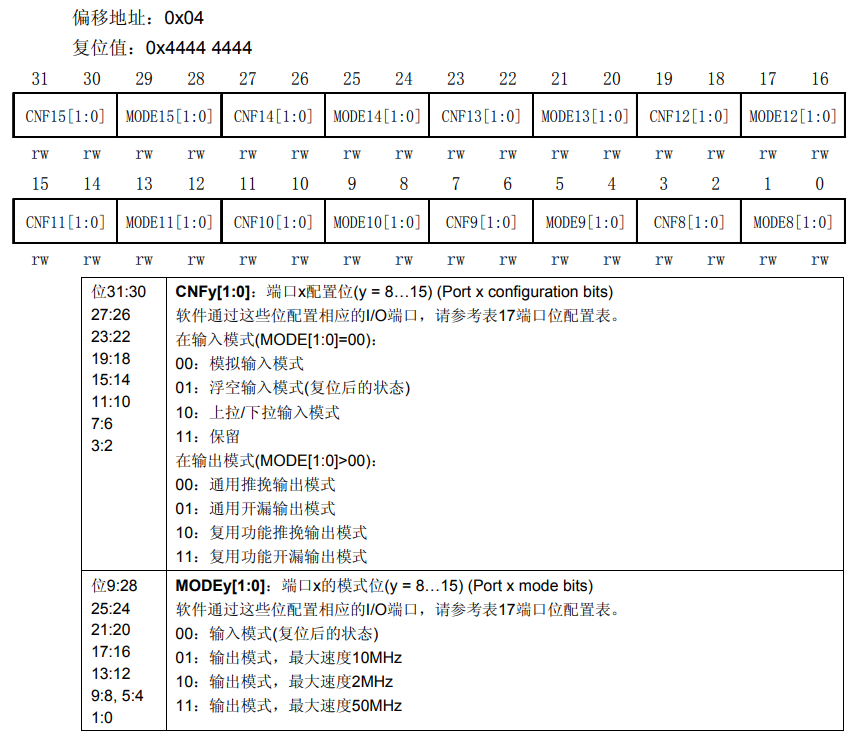 偏移地址：0x04
复位值：0x4444 4444
31 30 29 28 27 26 25 24 23 22 21 20 19 18 17 16
CNF15[1:0] MODE15[1:0] CNF14[1:0] MODE14[1:0] CNF13[1:0] MODE13[1:0] CNF12[1:0] MODE12[1:0]
rw rw rw rw rw rw rw rw rw rw rw rw rw rw rw rw
15 14 13 12 11 10 9 8 7 6 5 4 3 2 1 0
CNF11[1:0] MODE11[1:0] CNF10[1:0] MODE10[1:0] CNF9[1:0] MODE9[1:0] CNF8[1:0] MODE8[1:0]
rw rw rw rw rw rw rw rw rw rw rw rw rw rw rw rw
位31:30
27:26
23:22
19:18
15:14
11:10
7:6
3:2
CNFy[1:0]：端口x配置位(y = 8…15) (Port x configuration bits)
软件通过这些位配置相应的I/O端口，请参考表17端口位配置表。
在输入模式(MODE[1:0]=00)：
00：模拟输入模式
01：浮空输入模式(复位后的状态)
10：上拉/下拉输入模式
11：保留
在输出模式(MODE[1:0]>00)：
00：通用推挽输出模式
01：通用开漏输出模式
10：复用功能推挽输出模式
11：复用功能开漏输出模式
位9:28
25:24
21:20
17:16
13:12
9:8, 5:4
1:0
MODEy[1:0]：端口x的模式位(y = 8…15) (Port x mode bits)
软件通过这些位配置相应的I/O端口，请参考表17端口位配置表。
00：输入模式(复位后的状态)
01：输出模式，最大速度10MHz
10：输出模式，最大速度2MHz
11：输出模式，最大速度50MHz